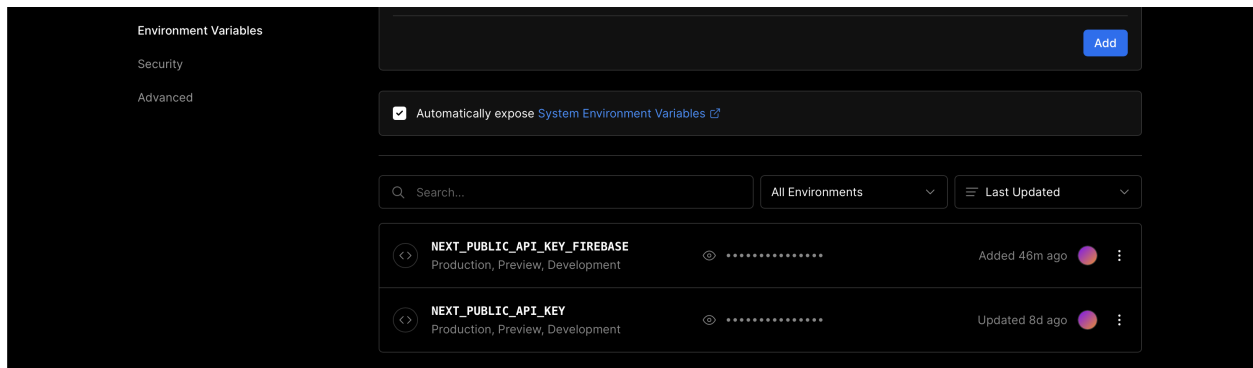 Environment Variables
Security
Advanced
Add
Automatically expose System Environment Variables
Search...
All Environments
Last Updated
NEXT_PUBLIC_API_KEY_FIREBASE
Production, Preview, Development
•••••••••••••••
Added 46m ago
NEXT_PUBLIC_API_KEY
Production, Preview, Development
•••••••••••••••
Updated 8d ago